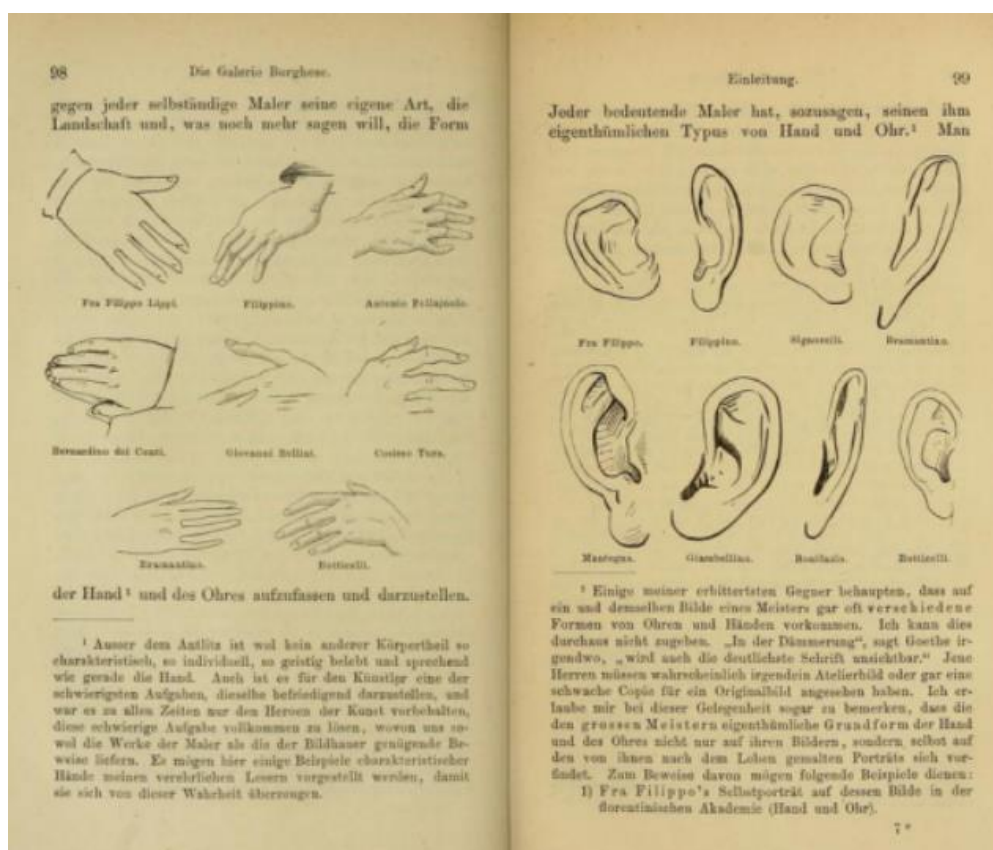 98
Die Galerie Borghese.
gegen jeder selbständige Maler seine eigene Art, die
Landschaft und, was noch mehr sagen will, die Form
Fra Filippo Lippi.
Filippino.
Antonio Pollajuolo.
Bernardino dei Conti.
Giovanni Bellini.
Cosimo Tura.
Bramantino.
Botticelli.
der Hand¹ und des Ohres aufzufassen und darzustellen.
¹ Ausser dem Antlitz ist wol kein anderer Körpertheil so
charakteristisch, so individuell, so geistig belebt und sprechend
wie gerade die Hand. Auch ist es für den Künstler eine der
schwierigsten Aufgaben, dieselbe befriedigend darzustellen, und
war es zu allen Zeiten nur den Heroen der Kunst vorbehalten,
diese schwierige Aufgabe vollkommen zu lösen, wovon uns so-
wol die Werke der Maler als die der Bildhauer genügende Be-
weise liefern. Es mögen hier einige Beispiele charakteristischer
Hände meinen verehrlichen Lesern vorgestellt werden, damit
sie sich von dieser Wahrheit überzeugen.
Einleitung.
99
Jeder bedeutende Maler hat, sozusagen, seinen ihm
eigenthümlichen Typus von Hand und Ohr.² Man
Fra Filippo.
Filippino.
Signorelli.
Bramantino.
Mantegna.
Giambellino.
Bonifazio.
Botticelli.
² Einige meiner erbittertsten Gegner behaupten, dass auf
ein und demselben Bilde eines Meisters gar oft verschiedene
Formen von Ohren und Händen vorkommen. Ich kann dies
durchaus nicht zugeben. „In der Dämmerung“, sagt Goethe ir-
gendwo, „wird auch die deutlichste Schrift unsichtbar.“ Jene
Herren müssen wahrscheinlich irgendein Atelierbild oder gar eine
schwache Copie für ein Originalbild angesehen haben. Ich er-
laube mir bei dieser Gelegenheit sogar zu bemerken, dass die
den grossen Meistern eigenthümliche Grundform der Hand
und des Ohres nicht nur auf ihren Bildern, sondern selbst auf
den von ihnen nach dem Leben gemalten Porträts sich vor-
findet. Zum Beweise davon mögen folgende Beispiele dienen:
1) Fra Filippo's Selbstporträt auf dessen Bilde in der
florentinischen Akademie (Hand und Ohr).
7*